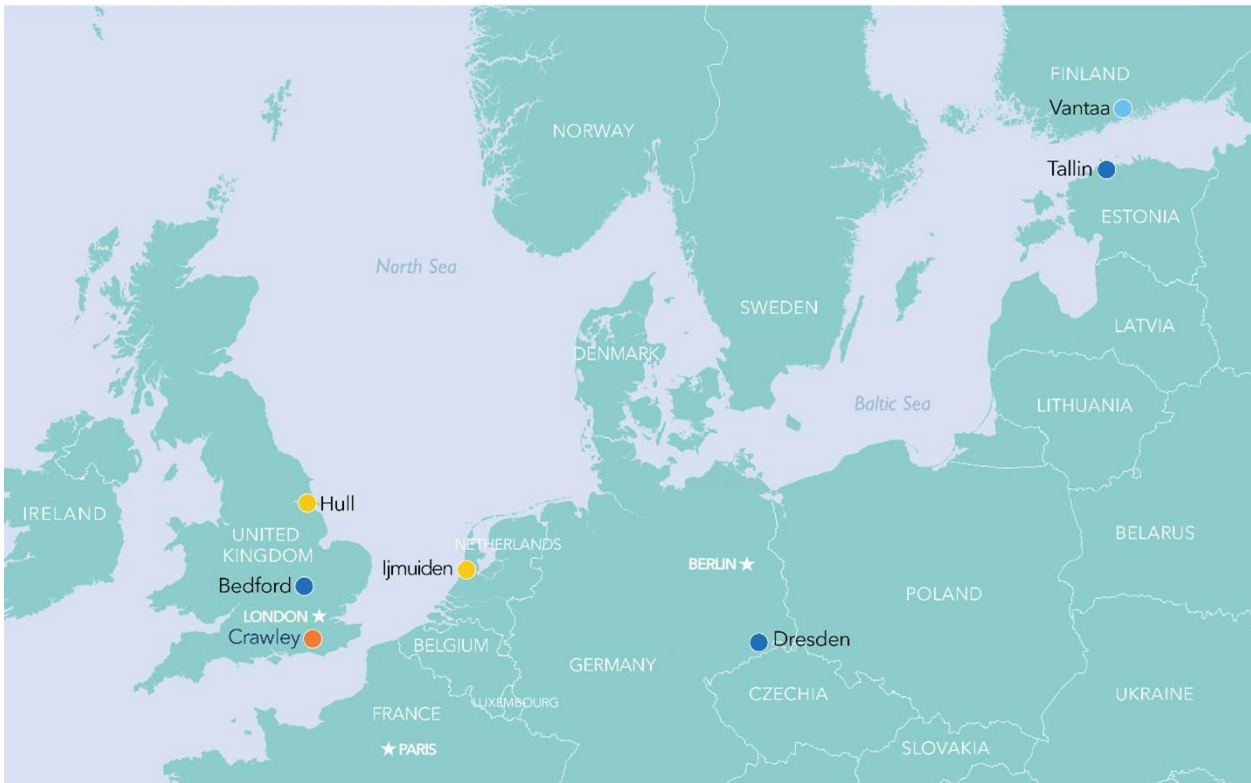 FINLAND
Vantaa
NORWAY
Tallin
ESTONIA
North Sea
SWEDEN
LATVIA
DENMARK
Baltic Sea
LITHUANIA
Hull
IRELAND
UNITED
KINGDOM
BELARUS
NETHERLANDS
Ijmuiden
BERLIN
Bedford
POLAND
LONDON
Crawley
BELGIUM
Dresden
GERMANY
CZECHIA
UKRAINE
LUXEMBOURG
FRANCE
PARIS
SLOVAKIA